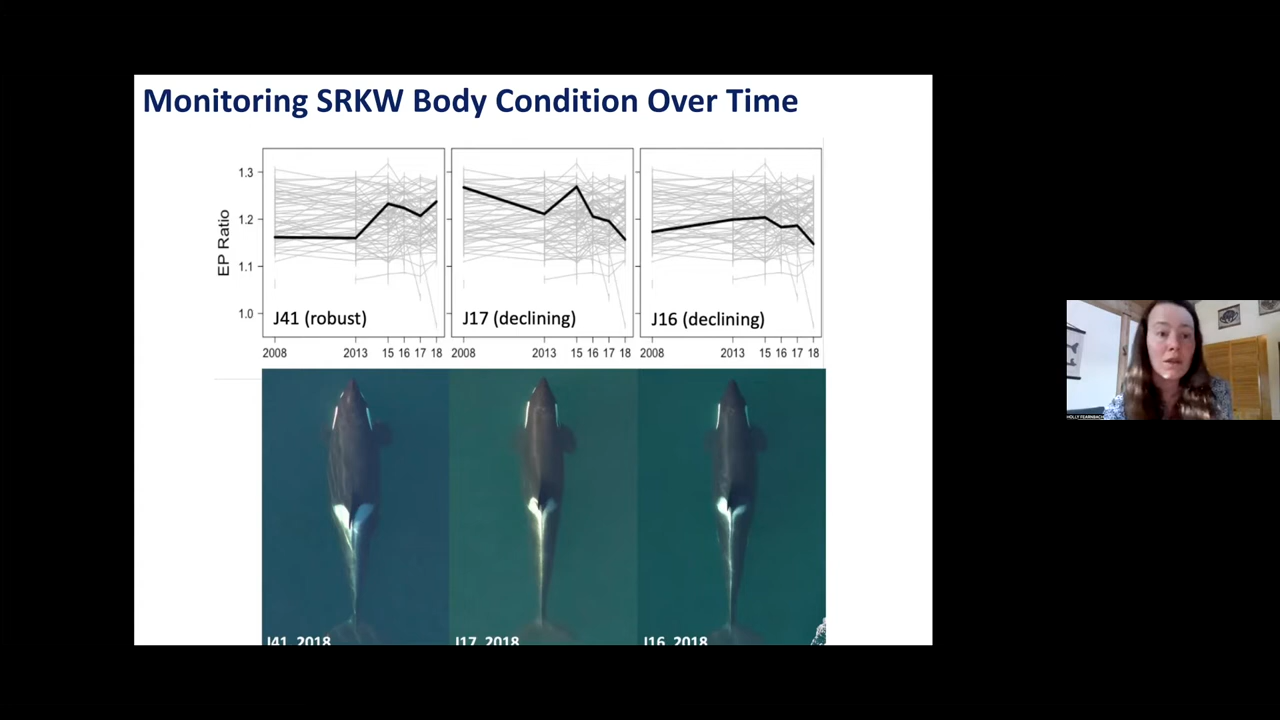 Monitoring SRKW Body Condition Over Time
EP Ratio
1.3
1.2
1.1
1.0
J41 (robust)
J17 (declining)
J16 (declining)
2008 2013 15 16 17 18
2008 2013 15 16 17 18
2008 2013 15 16 17 18
J41, 2018
J17, 2018
J16, 2018
HOLLY FEARNBACH